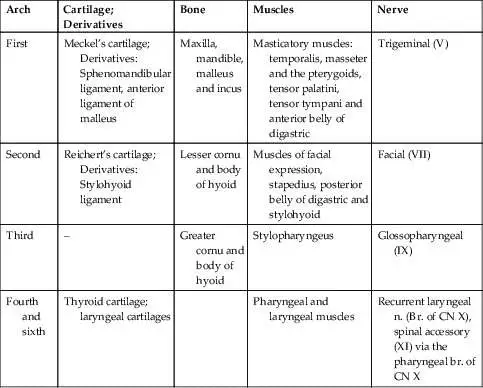 Arch
Cartilage;
Derivatives
Bone
Muscles
Nerve
First
Meckel's cartilage;
Derivatives:
Sphenomandibular
ligament, anterior
ligament of
malleus
Maxilla,
mandible,
malleus
and incus
Masticatory muscles:
temporalis, masseter
and the pterygoids,
tensor palatini,
tensor tympani and
anterior belly of
digastric
Trigeminal (V)
Second
Reichert's cartilage;
Derivatives:
Stylohyoid
ligament
Lesser cornu
and body
of hyoid
Muscles of facial
expression,
stapedius, posterior
belly of digastric and
stylohyoid
Facial (VII)
Third
–
Greater
cornu and
body of
hyoid
Stylopharyngeus
Glossopharyngeal
(IX)
Fourth
and
sixth
Thyroid cartilage;
laryngeal cartilages
Pharyngeal and
laryngeal muscles
Recurrent laryngeal
n. (Br. of CN X),
spinal accessory
(XI) via the
pharyngeal br. of
CN X